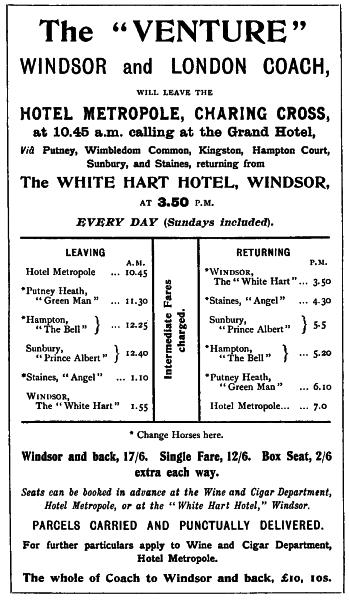 The "VENTURE"
WINDSOR and LONDON COACH,
WILL LEAVE THE
HOTEL METROPOLE, CHARING CROSS,
at 10.45 a.m. calling at the Grand Hotel,
Viâ Putney, Wimbledom Common, Kingston, Hampton Court,
Sunbury, and Staines, returning from
The WHITE HART HOTEL, WINDSOR,
AT 3.50 P.M.
EVERY DAY (Sundays included).
LEAVING
A.M.
Hotel Metropole ... 10.45
*Putney Heath,
"Green Man" ... 11.30
*Hampton,
"The Bell" } ... 12.25
Sunbury,
"Prince Albert" } 12.40
*Staines, "Angel" ... 1.10
WINDSOR,
The "White Hart" 1.55
Intermediate Fares
charged.
RETURNING
P.M.
*WINDSOR,
The "White Hart" ... 3.50
*Staines, "Angel" ... 4.30
Sunbury,
"Prince Albert" } 5.5
*Hampton,
"The Bell" } ... 5.20
*Putney Heath,
"Green Man" ... 6.10
Hotel Metropole... ... 7.0
* Change Horses here.
Windsor and back, 17/6. Single Fare, 12/6. Box Seat, 2/6
extra each way.
Seats can be booked in advance at the Wine and Cigar Department,
Hotel Metropole, or at the "White Hart Hotel," Windsor.
PARCELS CARRIED AND PUNCTUALLY DELIVERED.
For further particulars apply to Wine and Cigar Department,
Hotel Metropole.
The whole of Coach to Windsor and back, £10, 10s.